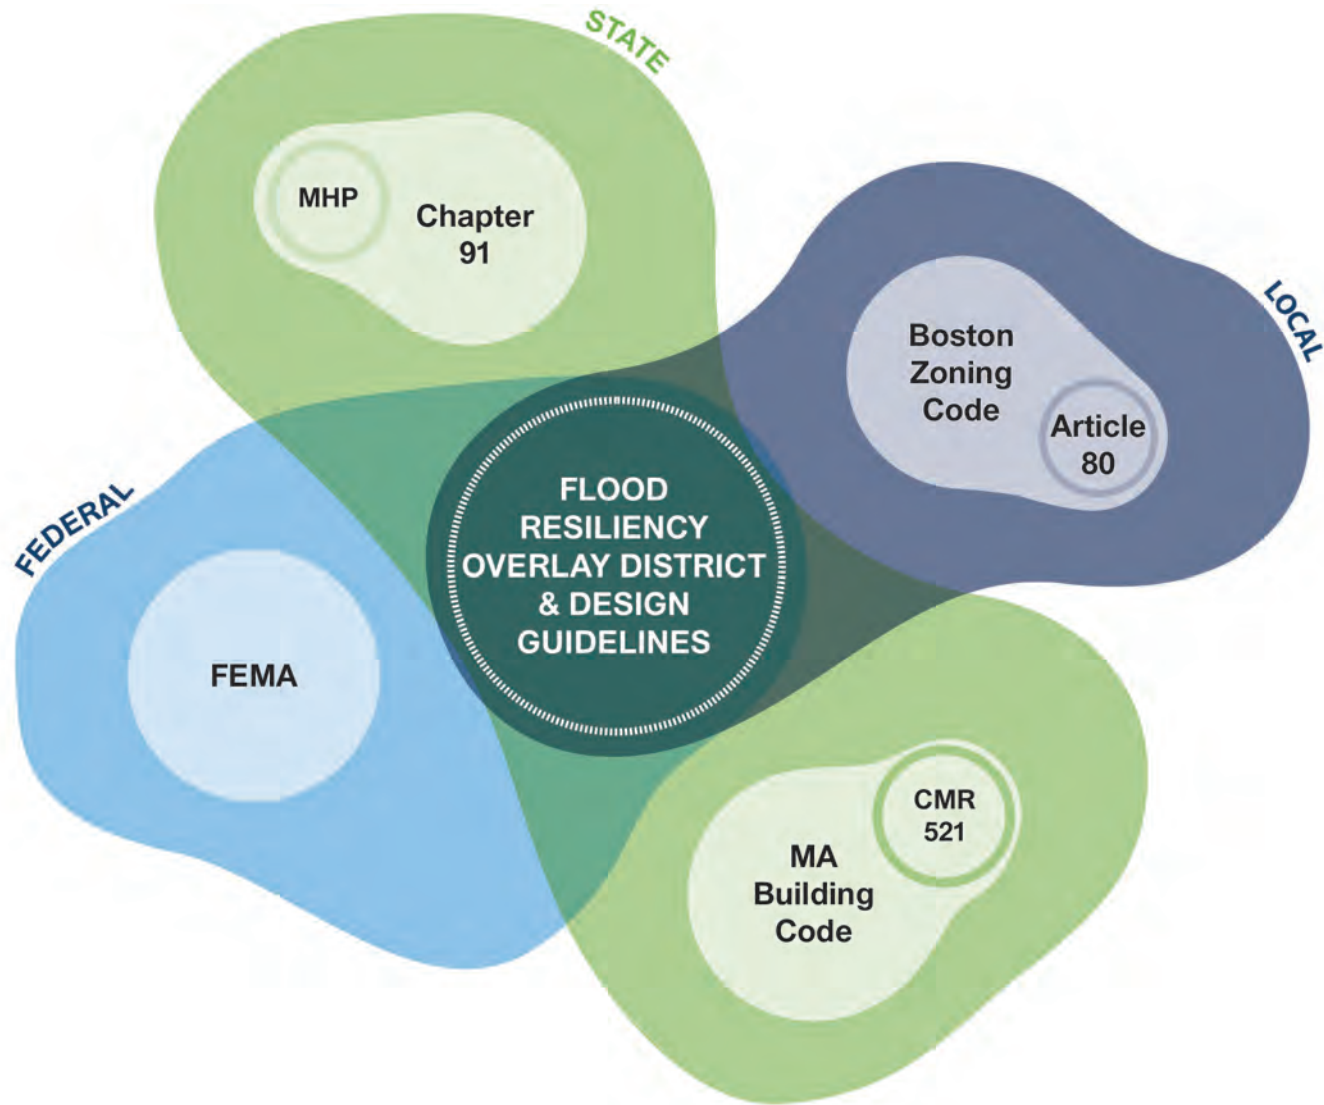 STATE
MHP
Chapter
91
LOCAL
Boston
Zoning
Code
Article
80
FEDERAL
FEMA
FLOOD
RESILIENCY
OVERLAY DISTRICT
& DESIGN
GUIDELINES
CMR
521
MA
Building
Code